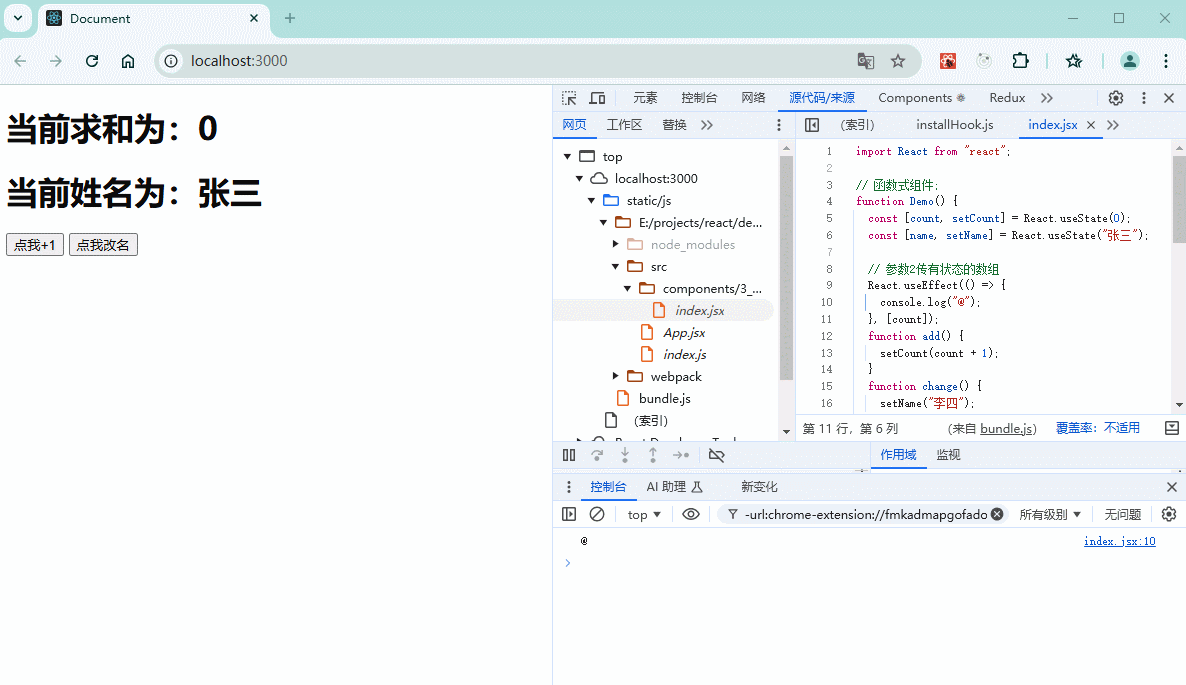 Document
localhost:3000
当前求和为：0
当前姓名为：张三
点我+1 点我改名
元素 控制台 网络 源代码/来源 Components Redux
网页 工作区 替换
(索引) installHook.js index.jsx
top
localhost:3000
static/js
E:/projects/react/de...
node_modules
src
components/3_...
index.jsx
App.jsx
index.js
webpack
bundle.js
(索引)
1 import React from "react";
2
3 // 函数式组件;
4 function Demo() {
5 const [count, setCount] = React.useState(0);
6 const [name, setName] = React.useState("张三");
7
8 // 参数2传有状态的数组
9 React.useEffect(() => {
10 console.log("@");
11 }, [count]);
12 function add() {
13 setCount(count + 1);
14 }
15 function change() {
16 setName("李四");
第 11 行，第 6 列 (来自 bundle.js) 覆盖率：不适用
作用域 监视
控制台 AI 助理 新变化
top -url:chrome-extension://fmkadmapgofado 所有级别 无问题
@ index.jsx:10